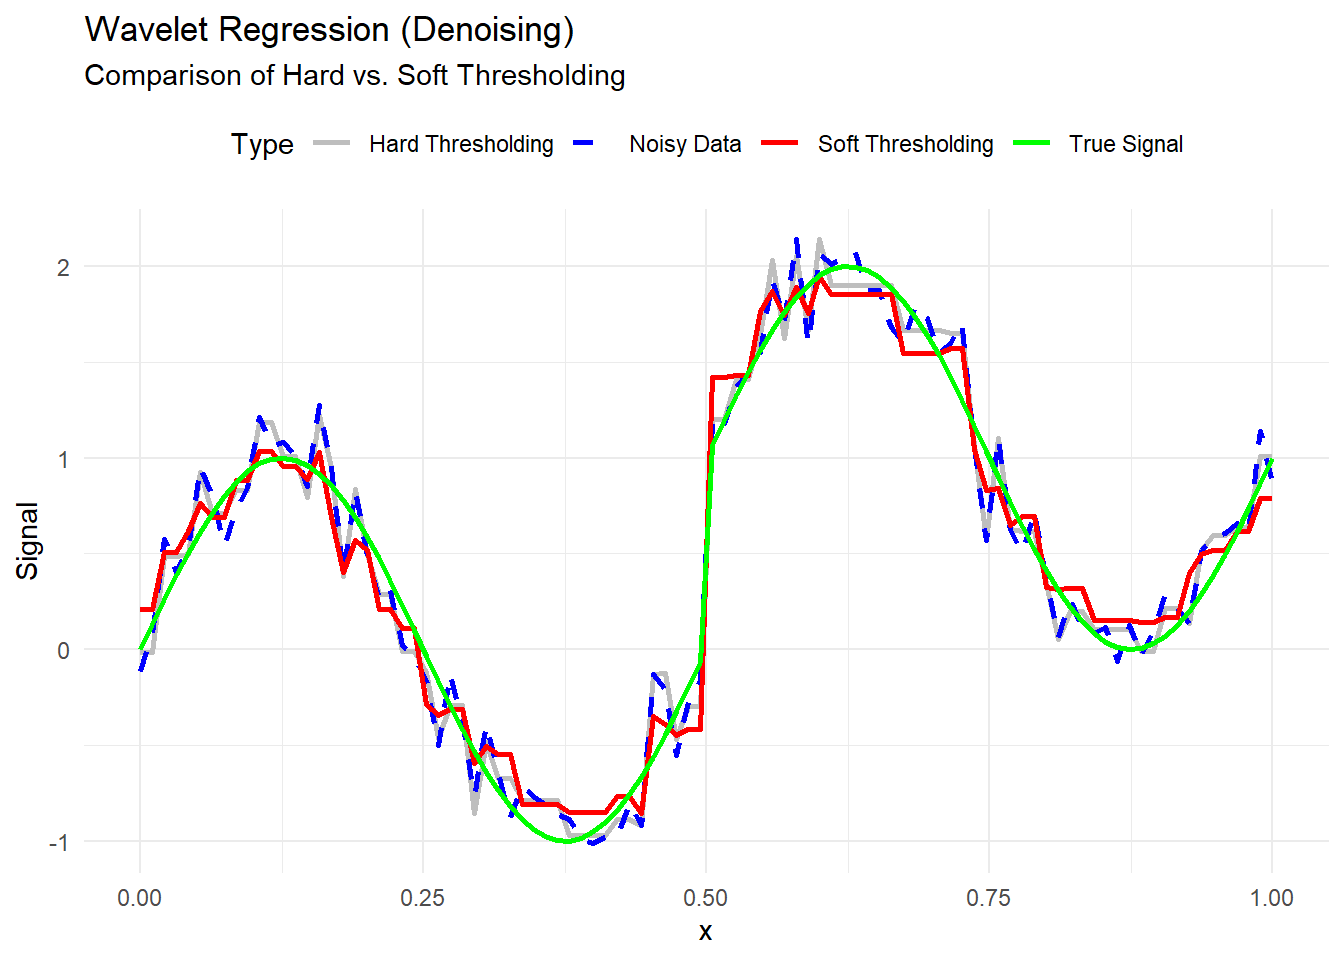 Wavelet Regression (Denoising)
Comparison of Hard vs. Soft Thresholding
Type Hard Thresholding Noisy Data Soft Thresholding True Signal
Signal
2
1
0
-1
0.00 0.25 0.50 0.75 1.00
x